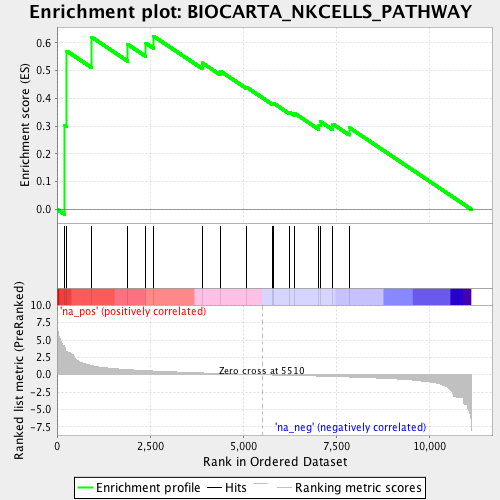 Enrichment plot: BIOCARTA_NKCELLS_PATHWAY
Enrichment score (ES)
0.6
0.5
0.4
0.3
0.2
0.1
0.0
Ranked list metric (PreRanked)
10.0
7.5
5.0
2.5
0.0
-2.5
-5.0
-7.5
'na_pos' (positively correlated)
Zero cross at 5510
'na_neg' (negatively correlated)
0
2,500
5,000
7,500
10,000
Rank in Ordered Dataset
Enrichment profile
Hits
Ranking metric scores